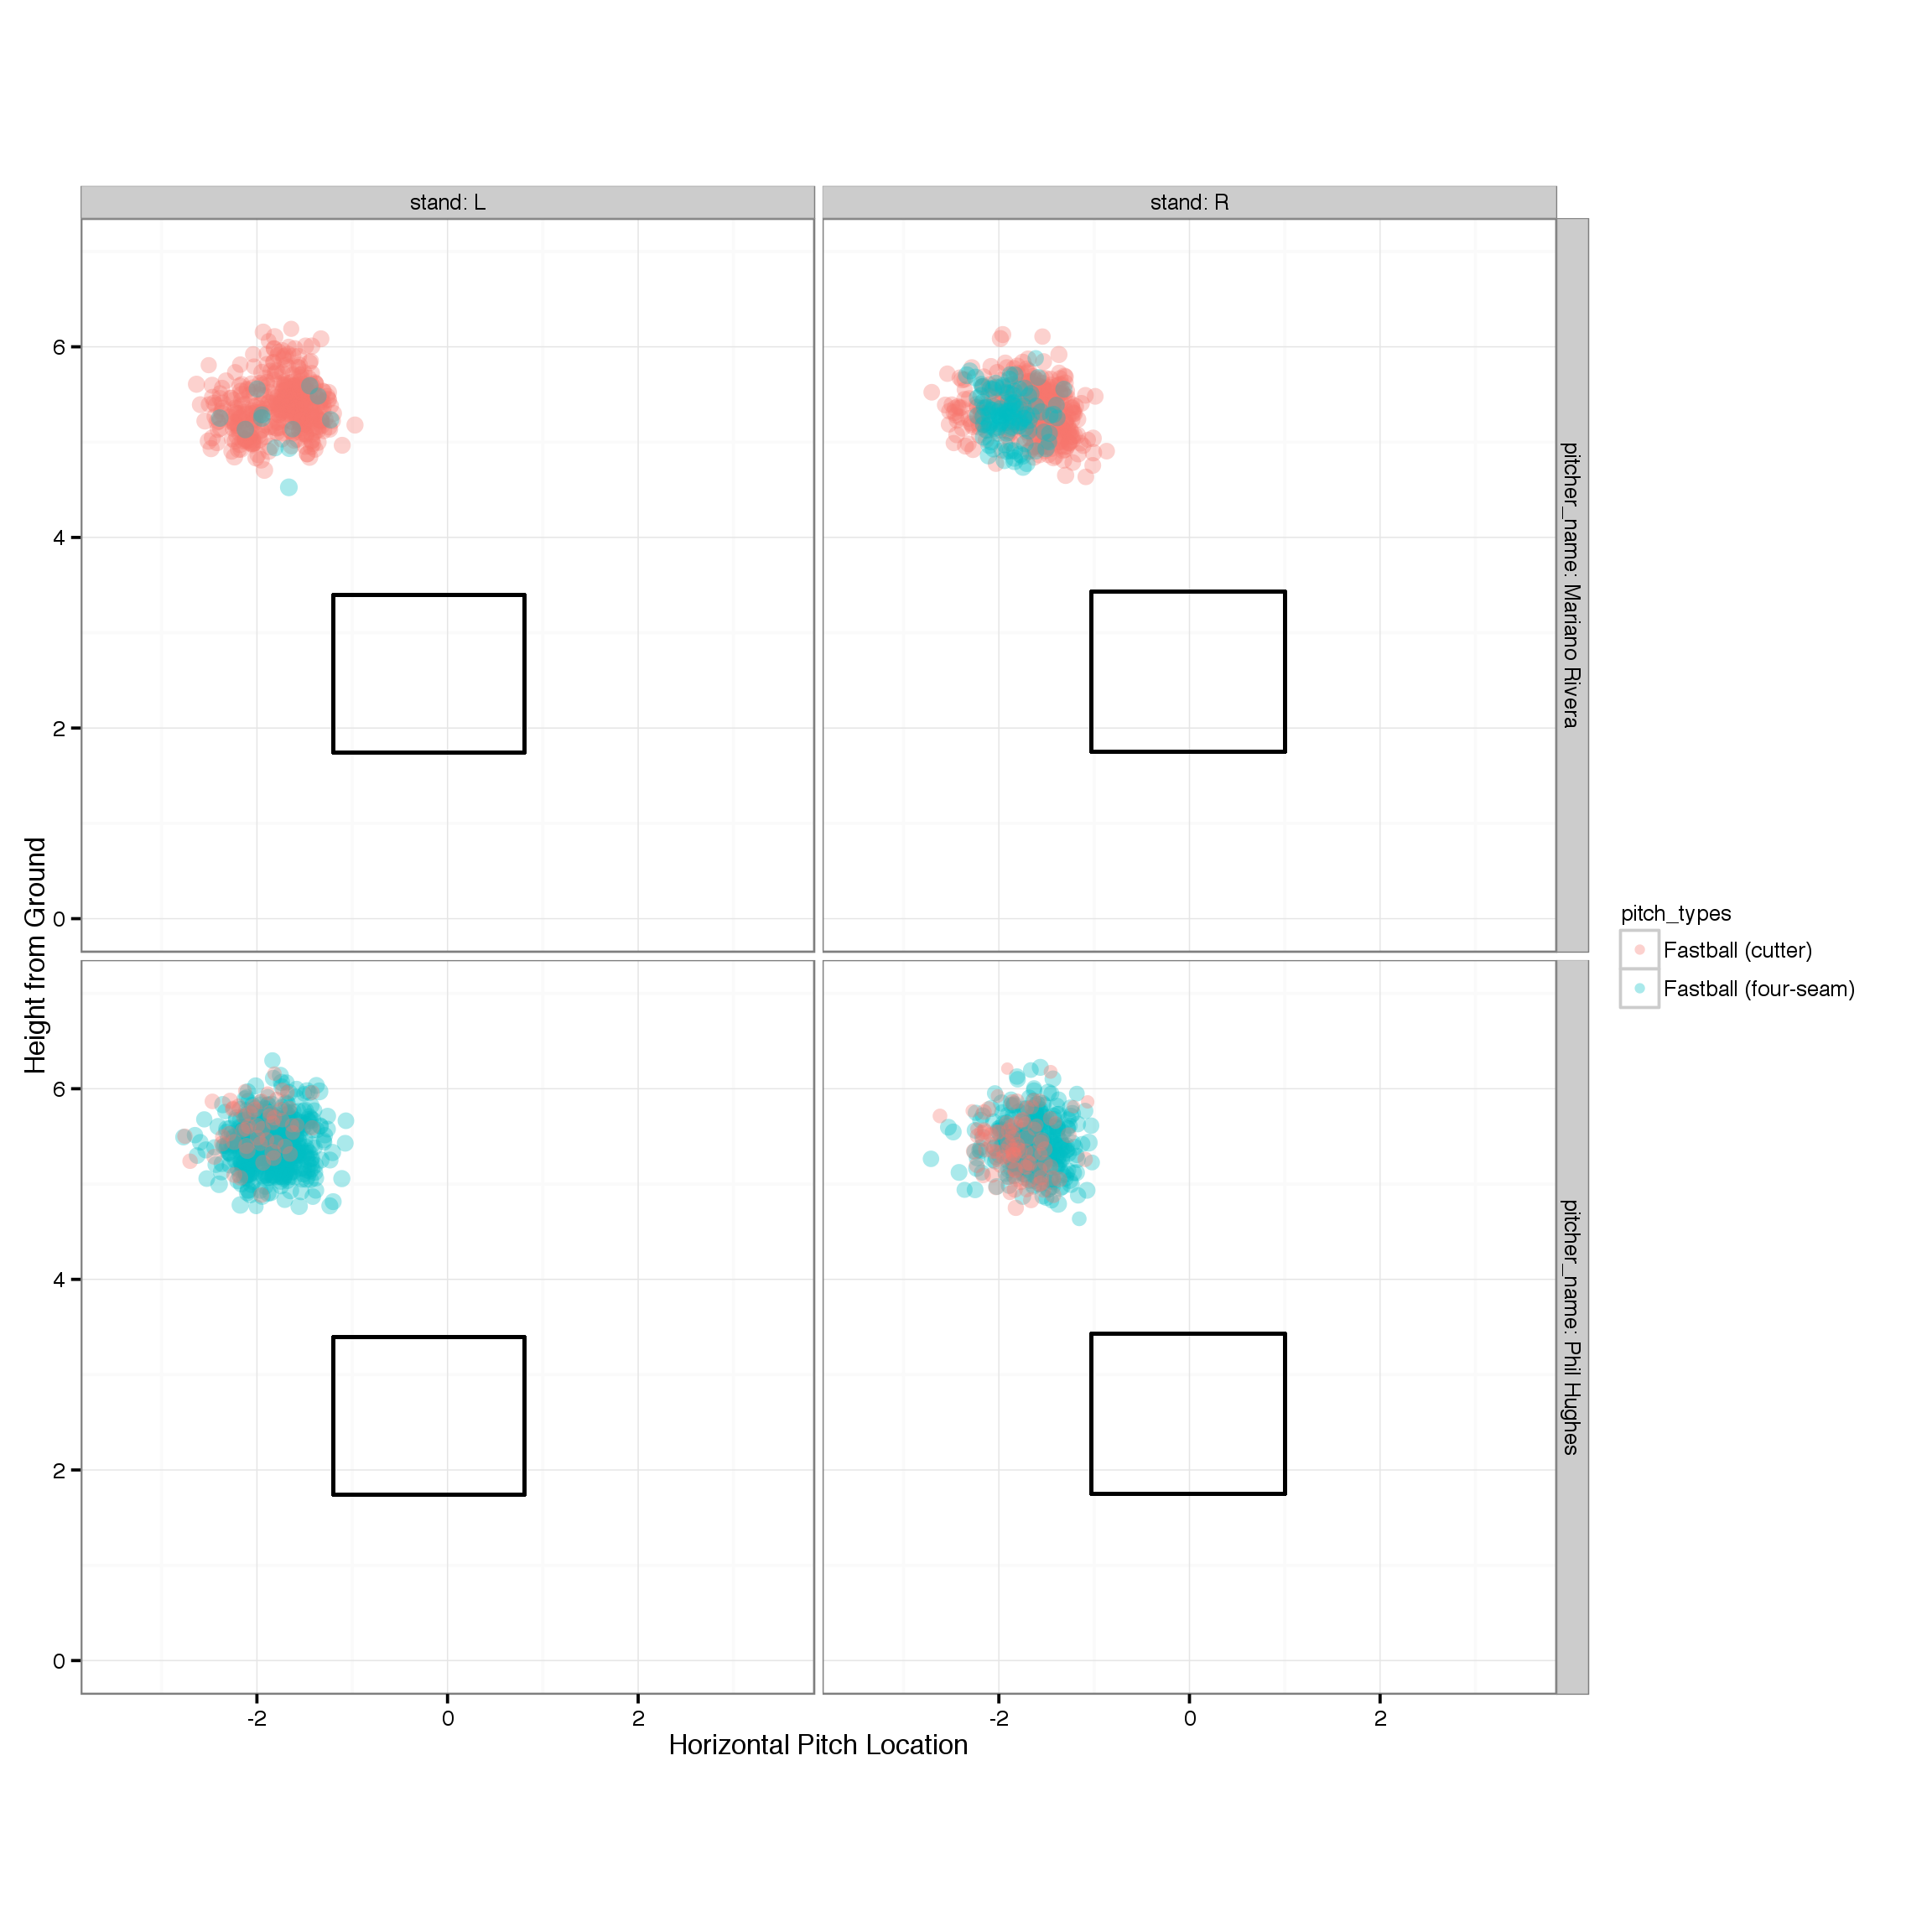 stand: L
stand: R
6
4
2
0
pitcher_name: Mariano Rivera
Height from Ground
6
4
2
0
pitcher_name: Phil Hughes
-2
0
2
-2
0
2
Horizontal Pitch Location
pitch_types
Fastball (cutter)
Fastball (four-seam)